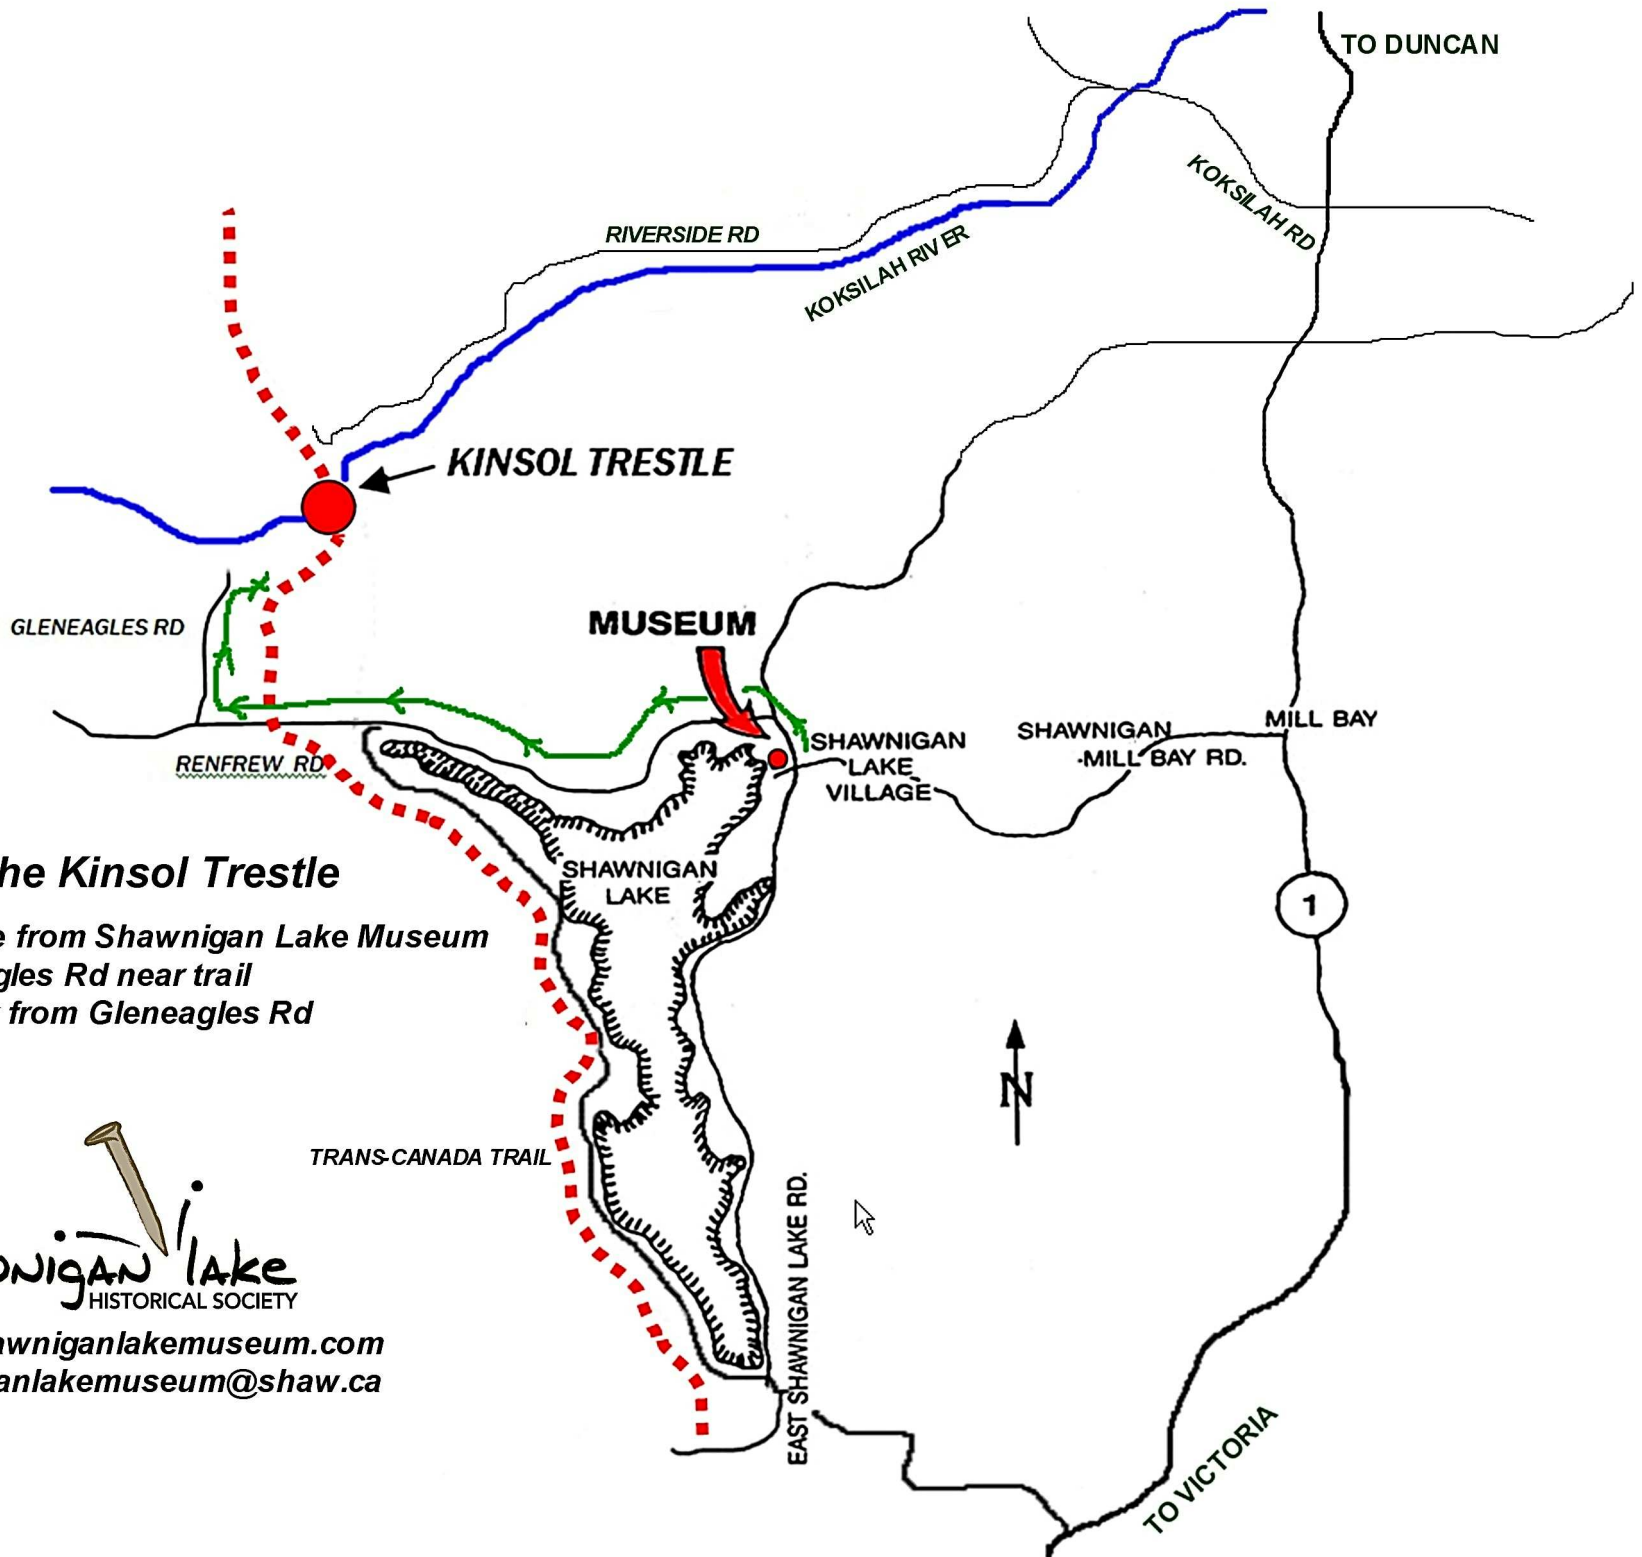 TO DUNCAN
KOKSILAH RD
RIVERSIDE RD
KOKSILAH RIVER
KINSOL TRESTLE
GLENEAGLES RD
MUSEUM
SHAWNIGAN
LAKE
VILLAGE
SHAWNIGAN
-MILL BAY RD.
MILL BAY
RENFREW RD
SHAWNIGAN
LAKE
he Kinsol Trestle
e from Shawnigan Lake Museum
gles Rd near trail
from Gleneagles Rd
1
N
TRANS-CANADA TRAIL
EAST SHAWNIGAN LAKE RD.
onigan lake
HISTORICAL SOCIETY
awniganlakemuseum.com
anlakemuseum@shaw.ca
TO VICTORIA